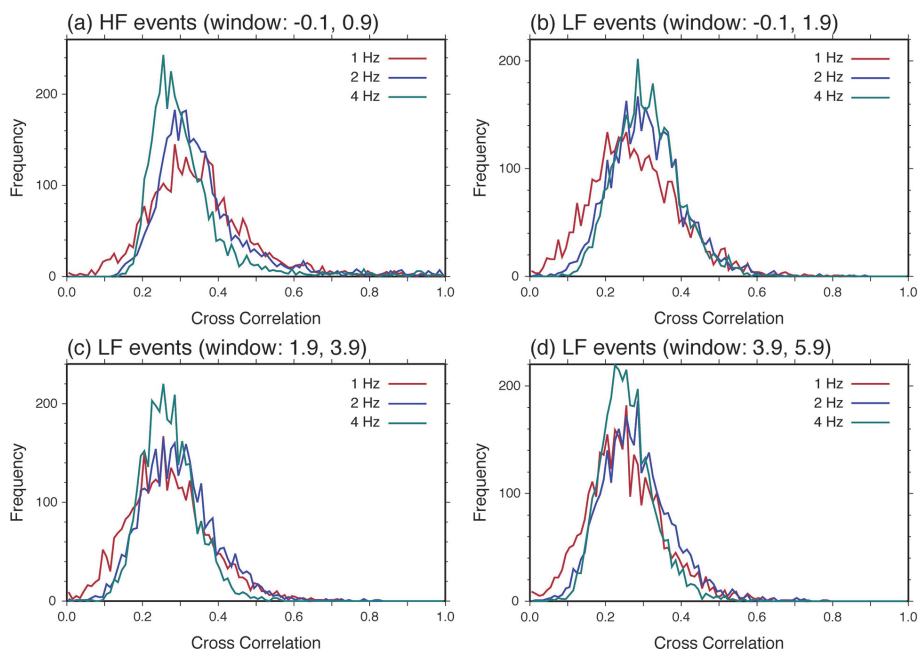 (a) HF events (window: -0.1, 0.9)
1 Hz
2 Hz
4 Hz
Frequency
200
100
0
0.0 0.2 0.4 0.6 0.8 1.0
Cross Correlation
(b) LF events (window: -0.1, 1.9)
1 Hz
2 Hz
4 Hz
Frequency
200
100
0
0.0 0.2 0.4 0.6 0.8 1.0
Cross Correlation
(c) LF events (window: 1.9, 3.9)
1 Hz
2 Hz
4 Hz
Frequency
200
100
0
0.0 0.2 0.4 0.6 0.8 1.0
Cross Correlation
(d) LF events (window: 3.9, 5.9)
1 Hz
2 Hz
4 Hz
Frequency
200
100
0
0.0 0.2 0.4 0.6 0.8 1.0
Cross Correlation